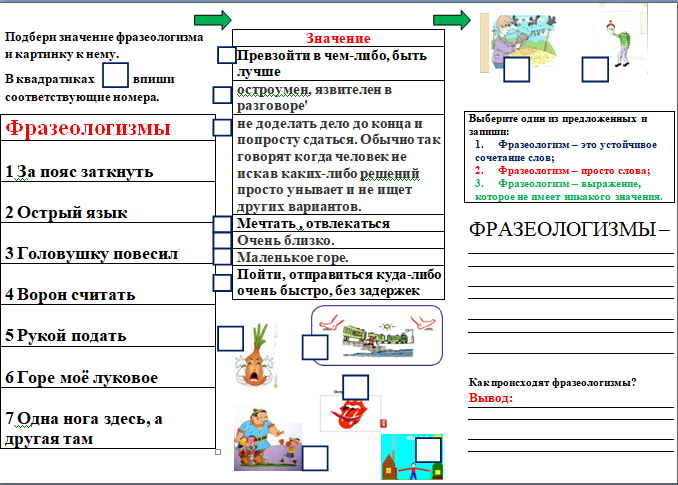 Подбери значение фразеологизма
и картинку к нему.
В квадратиках впиши
соответствующие номера.
Фразеологизмы
1 За пояс заткнуть
2 Острый язык
3 Головушку повесил
4 Ворон считать
5 Рукой подать
6 Горе моё луковое
7 Одна нога здесь, а
другая там
Значение
Превзойти в чем-либо, быть
лучше
остроумен, язвителен в
разговоре'
не доделать дело до конца и
попросту сдаться. Обычно так
говорят когда человек не
искав каких-либо решений
просто унывает и не ищет
других вариантов.
Мечтать , отвлекаться
Очень близко.
Маленькое горе.
Пойти, отправиться куда-либо
очень быстро, без задержек
Выберите один из предложенных и
запиши:
1. Фразеологизм – это устойчивое
сочетание слов;
2. Фразеологизм – просто слова;
3. Фразеологизм – выражение,
которое не имеет никакого значения.
ФРАЗЕОЛОГИЗМЫ –
Как происходят фразеологизмы?
Вывод: